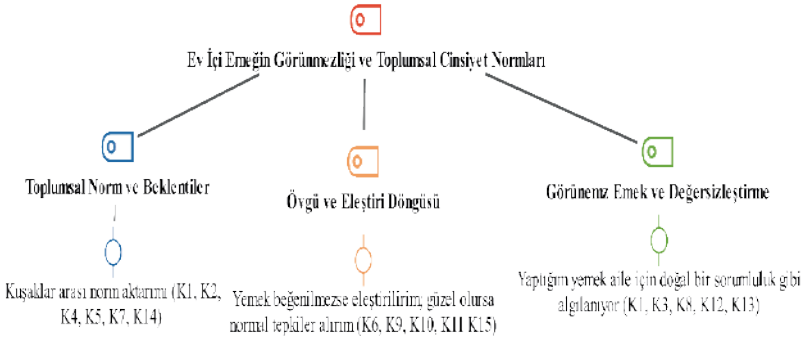 Ev İçi Emeğin Görünmezliği ve Toplumsal Cinsiyet Normları
Toplumsal Norm ve Beklentiler
Kuşaklar arası norm aktarımı (K1, K2,
K4, K5, K7, K14)
Övgü ve Eleştiri Döngüsü
Yemek beğenilmezse eleştirilirim; güzel olursa
normal tepkiler alırım (K6, K9, K10, K11 K15)
Görünemz Emek ve Değersizleştirme
Yaptığım yemek aile için doğal bir sorumluluk gibi
algılanıyor (K1, K3, K8, K12, K13)